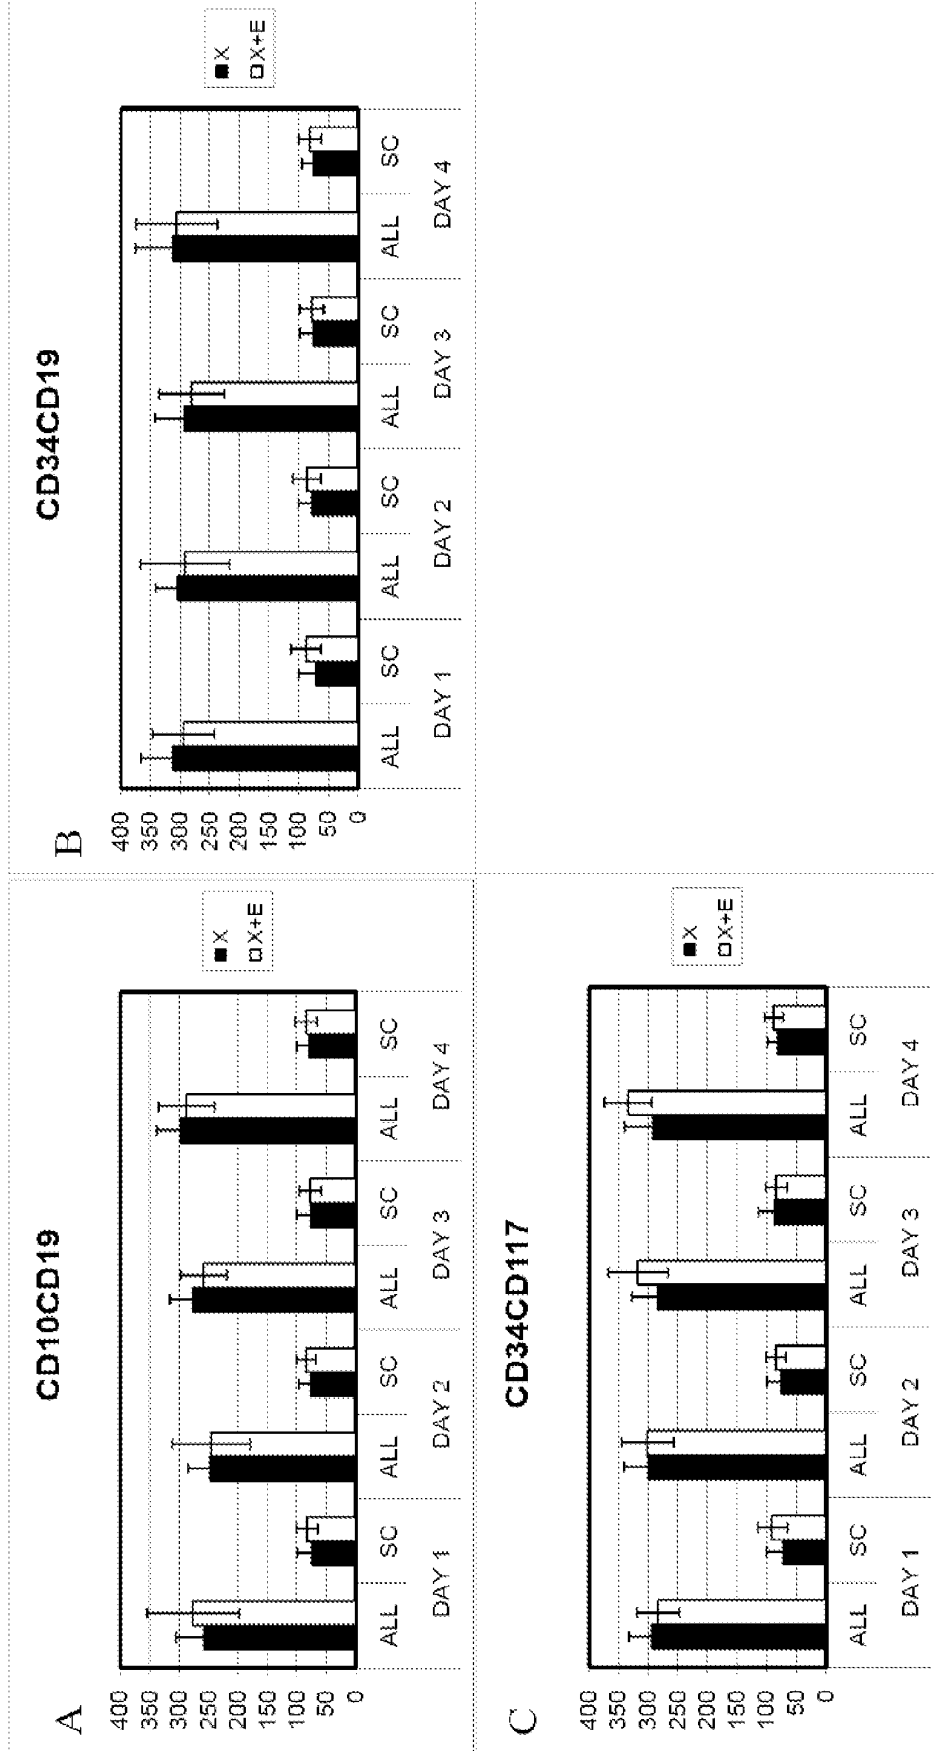 A
CD10CD19
400
350
300
250
200
150
100
50
0
ALL SC ALL SC ALL SC ALL SC
DAY 1 DAY 2 DAY 3 DAY 4
X
X+E
B
CD34CD19
400
350
300
250
200
150
100
50
0
ALL SC ALL SC ALL SC ALL SC
DAY 1 DAY 2 DAY 3 DAY 4
X
X+E
C
CD34CD117
400
350
300
250
200
150
100
50
0
ALL SC ALL SC ALL SC ALL SC
DAY 1 DAY 2 DAY 3 DAY 4
X
X+E